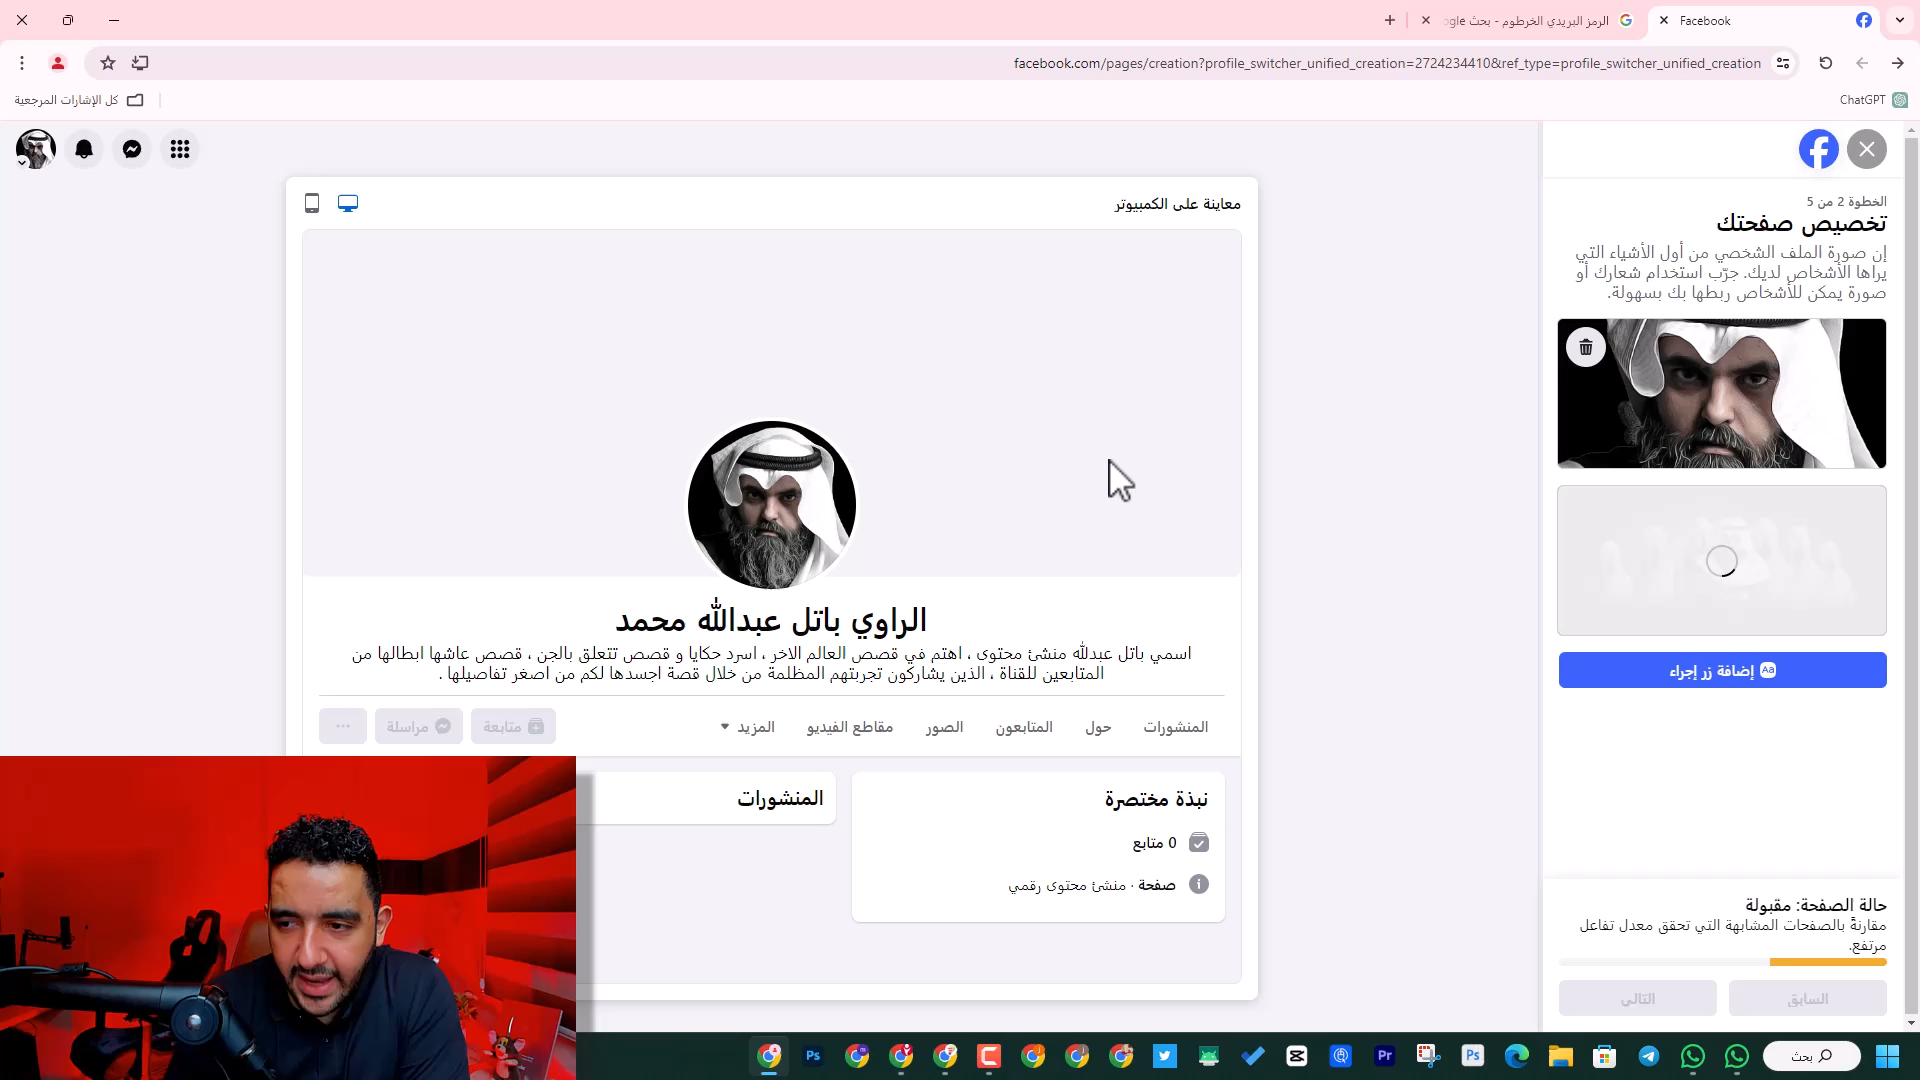 Facebook
الرمز البريدي الخرطوم - بحث ogle
facebook.com/pages/creation?profile_switcher_unified_creation=2724234410&ref_type=profile_switcher_unified_creation
ChatGPT
كل الإشارات المرجعية
الخطوة 2 من 5
تخصيص صفحتك
إن صورة الملف الشخصي من أول الأشياء التي
يراها الأشخاص لديك. جرّب استخدام شعارك أو
صورة يمكن للأشخاص ربطها بك بسهولة.
إضافة زر إجراء
حالة الصفحة: مقبولة
مقارنةً بالصفحات المشابهة التي تحقق معدل تفاعل
مرتفع.
السابق
التالي
معاينة على الكمبيوتر
الراوي باتل عبدالله محمد
اسمي باتل عبدالله منشئ محتوى ، اهتم في قصص العالم الاخر ، اسرد حكايا و قصص تتعلق بالجن ، قصص عاشها ابطالها من
المتابعين للقناة ، الذين يشاركون تجربتهم المظلمة من خلال قصة اجسدها لكم من اصغر تفاصيلها .
المنشورات
حول
المتابعون
الصور
مقاطع الفيديو
المزيد
متابعة
مراسلة
نبذة مختصرة
0 متابع
صفحة · منشئ محتوى رقمي
المنشورات
بحث
Ps
Pr
Ps